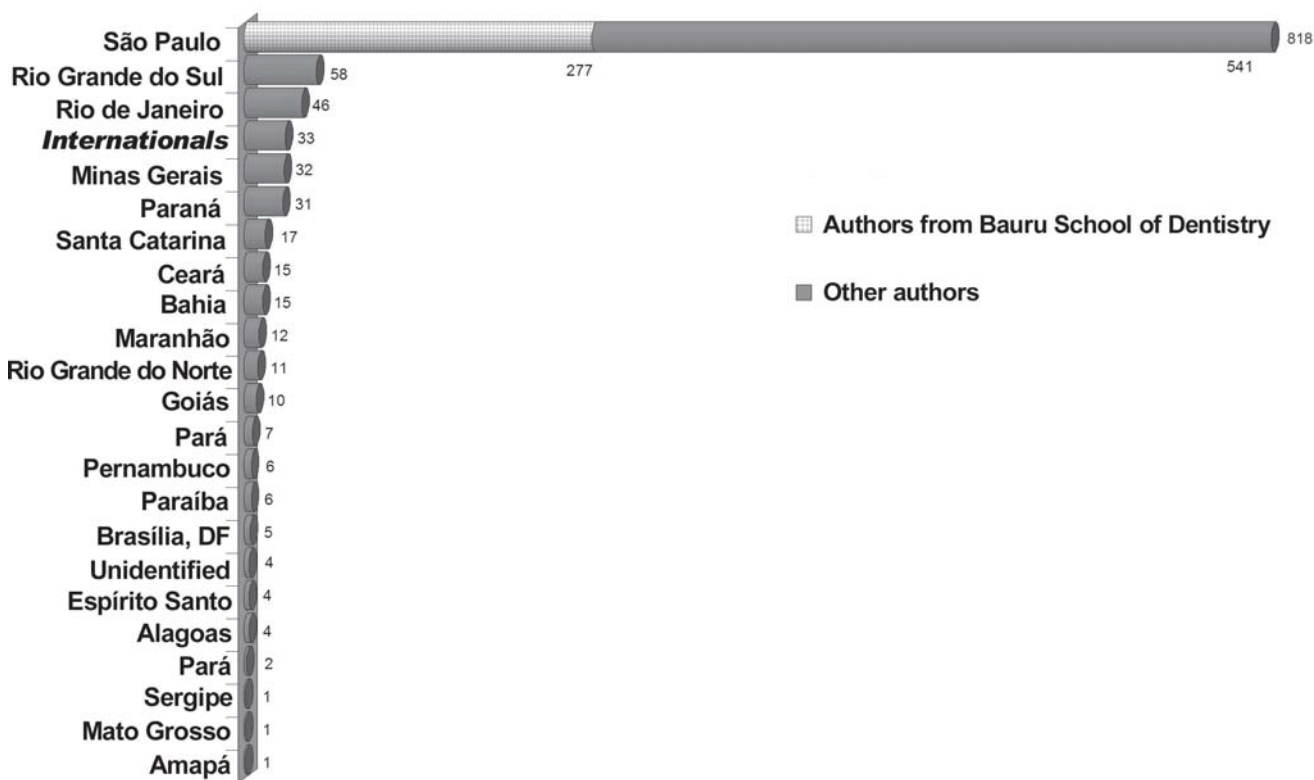 São Paulo 818
277 541
Rio Grande do Sul 58
Rio de Janeiro 46
Internationals 33
Minas Gerais 32
Paraná 31
Santa Catarina 17
Ceará 15
Bahia 15
Maranhão 12
Rio Grande do Norte 11
Goiás 10
Pará 7
Pernambuco 6
Paraíba 6
Brasília, DF 5
Unidentified 4
Espírito Santo 4
Alagoas 4
Pará 2
Sergipe 1
Mato Grosso 1
Amapá 1
Authors from Bauru School of Dentistry
Other authors